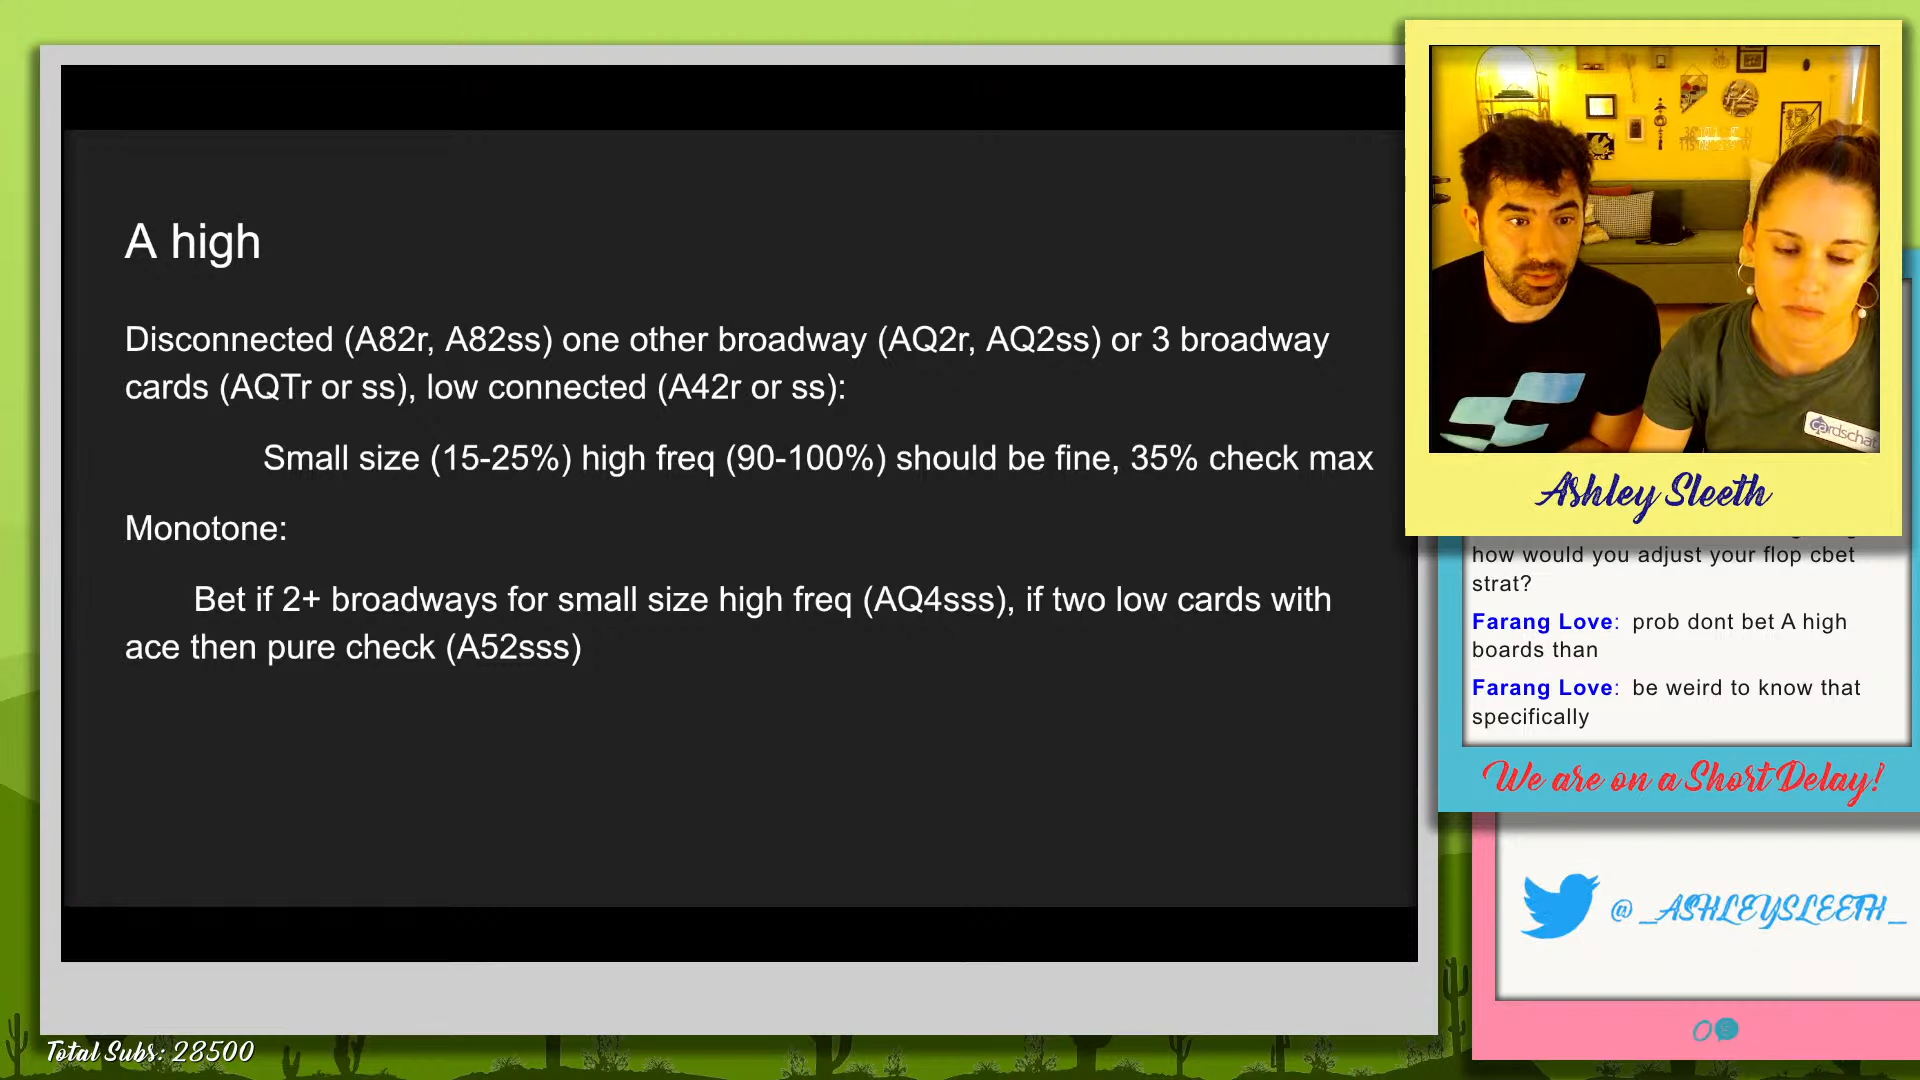 A high
Disconnected (A82r, A82ss) one other broadway (AQ2r, AQ2ss) or 3 broadway
cards (AQTr or ss), low connected (A42r or ss):
Small size (15-25%) high freq (90-100%) should be fine, 35% check max
Monotone:
Bet if 2+ broadways for small size high freq (AQ4sss), if two low cards with
ace then pure check (A52sss)
cardschat
Ashley Sleeth
how would you adjust your flop cbet
strat?
Farang Love: prob dont bet A high
boards than
Farang Love: be weird to know that
specifically
We are on a Short Delay!
@_ASHLEYSLEETH_
0
Total Subs: 28500